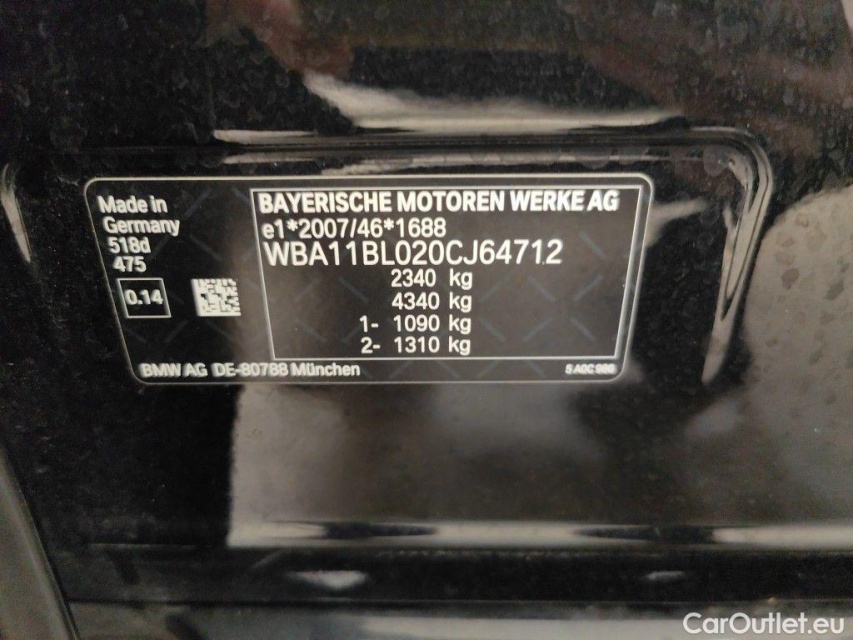 Made in
Germany
518d
475
0.14
BAYERISCHE MOTOREN WERKE AG
e1*2007/46*1688
WBA11BL020CJ64712
2340 kg
4340 kg
1- 1090 kg
2- 1310 kg
BMW AG DE-80788 München
CarOutlet.eu